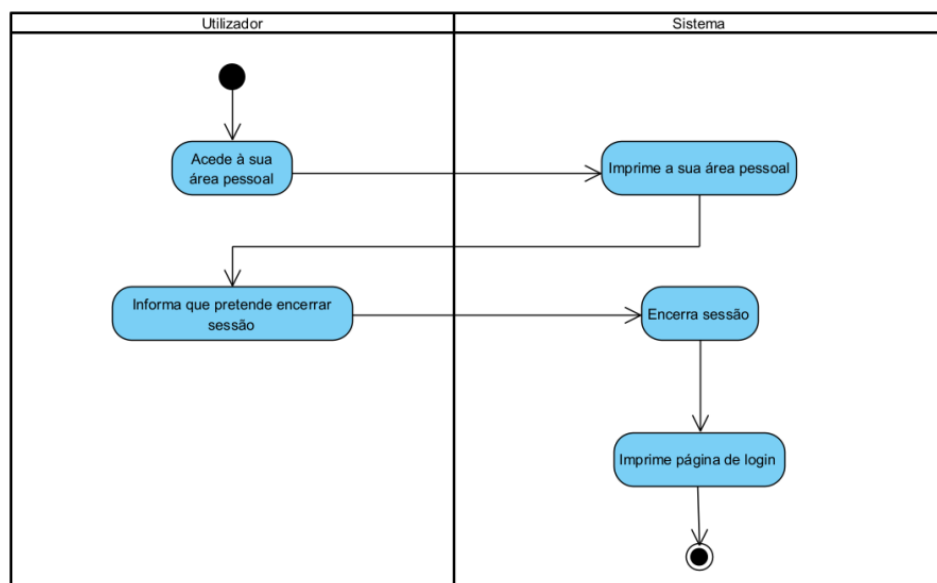 Utilizador
Sistema
Acede à sua
área pessoal
Imprime a sua área pessoal
Informa que pretende encerrar
sessão
Encerra sessão
Imprime página de login